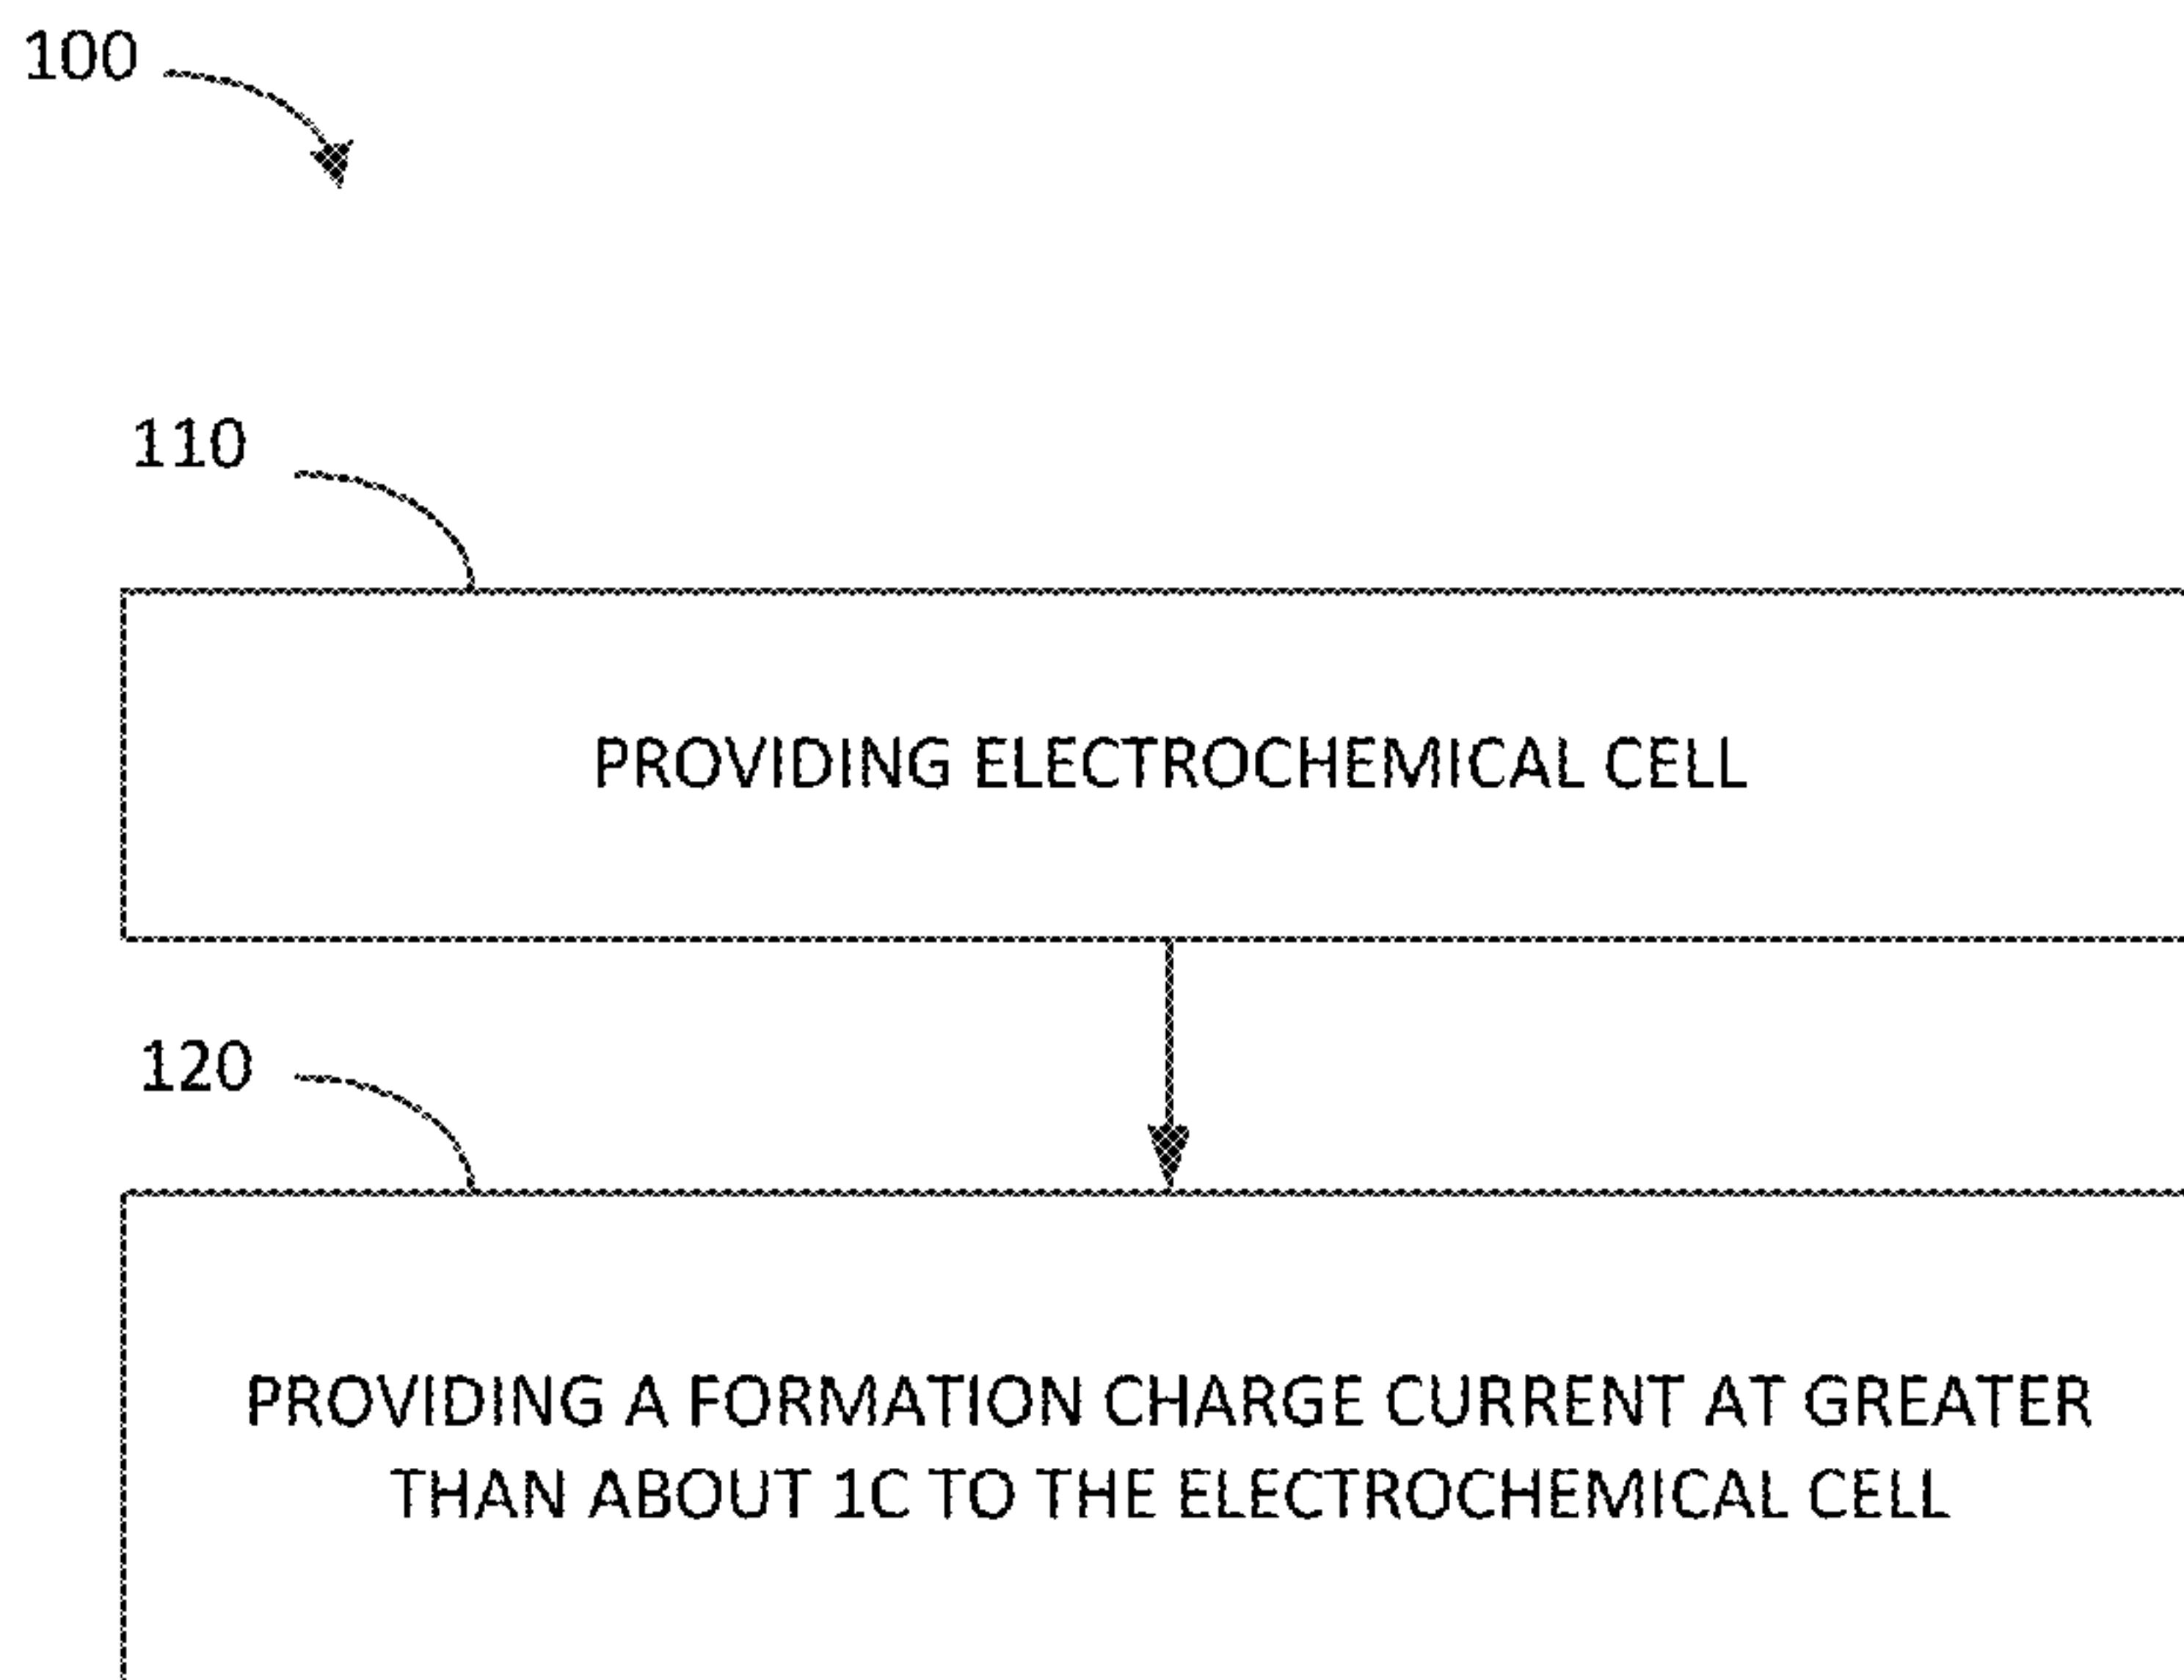 100
110
PROVIDING ELECTROCHEMICAL CELL
120
PROVIDING A FORMATION CHARGE CURRENT AT GREATER
THAN ABOUT 1C TO THE ELECTROCHEMICAL CELL